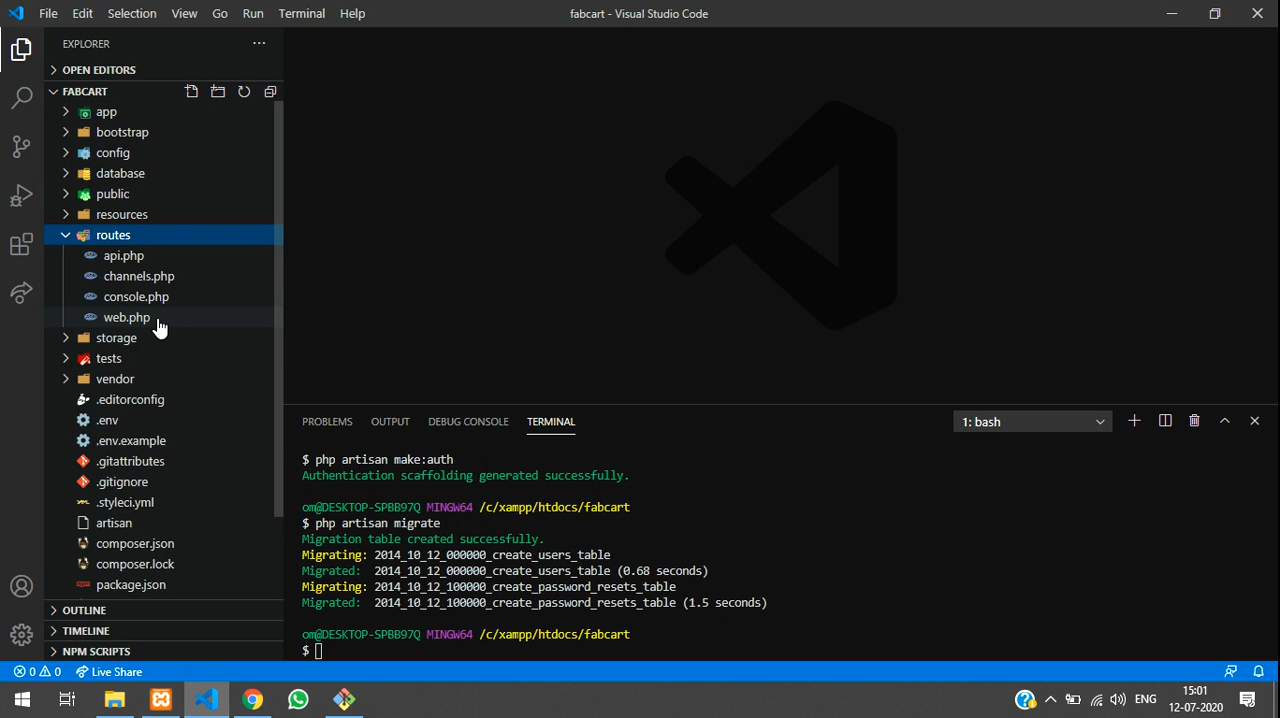 File Edit Selection View Go Run Terminal Help
fabcart - Visual Studio Code
EXPLORER
OPEN EDITORS
FABCART
app
bootstrap
config
database
public
resources
routes
api.php
channels.php
console.php
web.php
storage
tests
vendor
.editorconfig
.env
.env.example
.gitattributes
.gitignore
.styleci.yml
artisan
composer.json
composer.lock
package.json
OUTLINE
TIMELINE
NPM SCRIPTS
PROBLEMS OUTPUT DEBUG CONSOLE TERMINAL
1: bash
$ php artisan make:auth
Authentication scaffolding generated successfully.
om@DESKTOP-SPBB97Q MINGW64 /c/xampp/htdocs/fabcart
$ php artisan migrate
Migration table created successfully.
Migrating: 2014_10_12_000000_create_users_table
Migrated: 2014_10_12_000000_create_users_table (0.68 seconds)
Migrating: 2014_10_12_100000_create_password_resets_table
Migrated: 2014_10_12_100000_create_password_resets_table (1.5 seconds)
om@DESKTOP-SPBB97Q MINGW64 /c/xampp/htdocs/fabcart
$
0 0 Live Share
ENG
15:01
12-07-2020